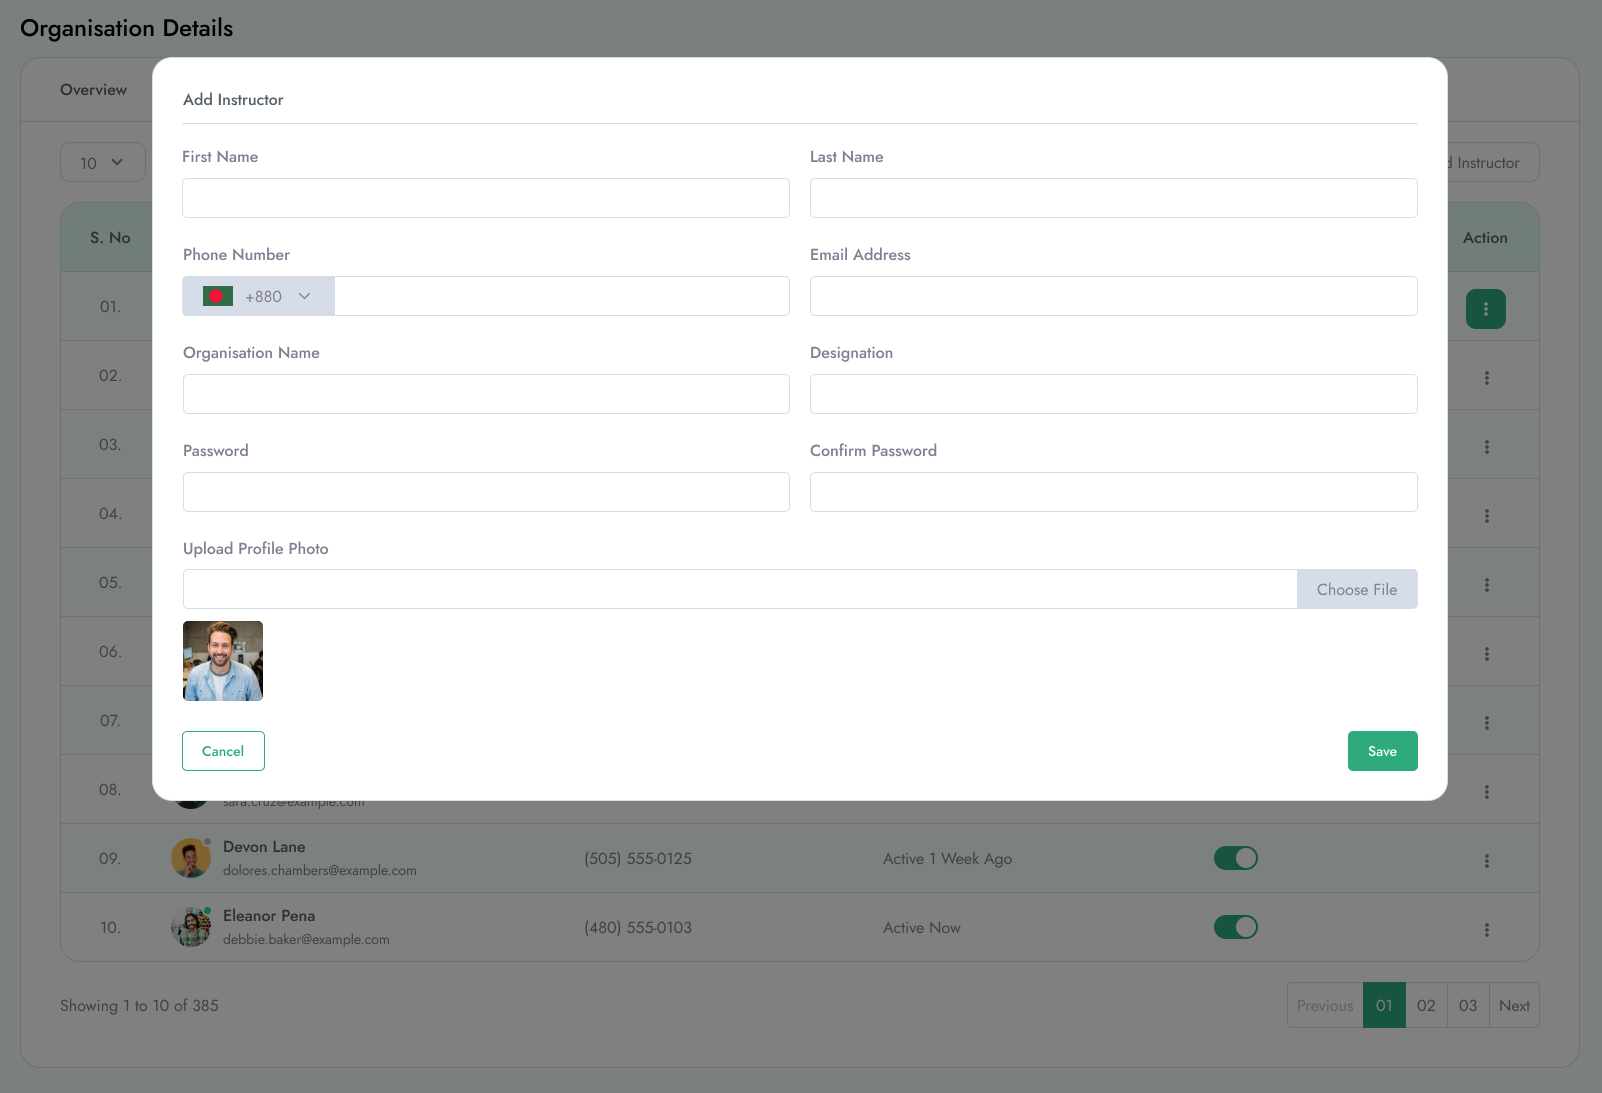 Organisation Details
Overview
Add Instructor
First Name
Last Name
10
Instructor
S. No
Action
Phone Number
Email Address
+880
01.
Organisation Name
Designation
02.
03.
Password
Confirm Password
04.
Upload Profile Photo
Choose File
05.
06.
07.
Cancel
Save
08.
sara.cruz@example.com
09.
Devon Lane
dolores.chambers@example.com
(505) 555-0125
Active 1 Week Ago
10.
Eleanor Pena
debbie.baker@example.com
(480) 555-0103
Active Now
Showing 1 to 10 of 385
Previous
01
02
03
Next